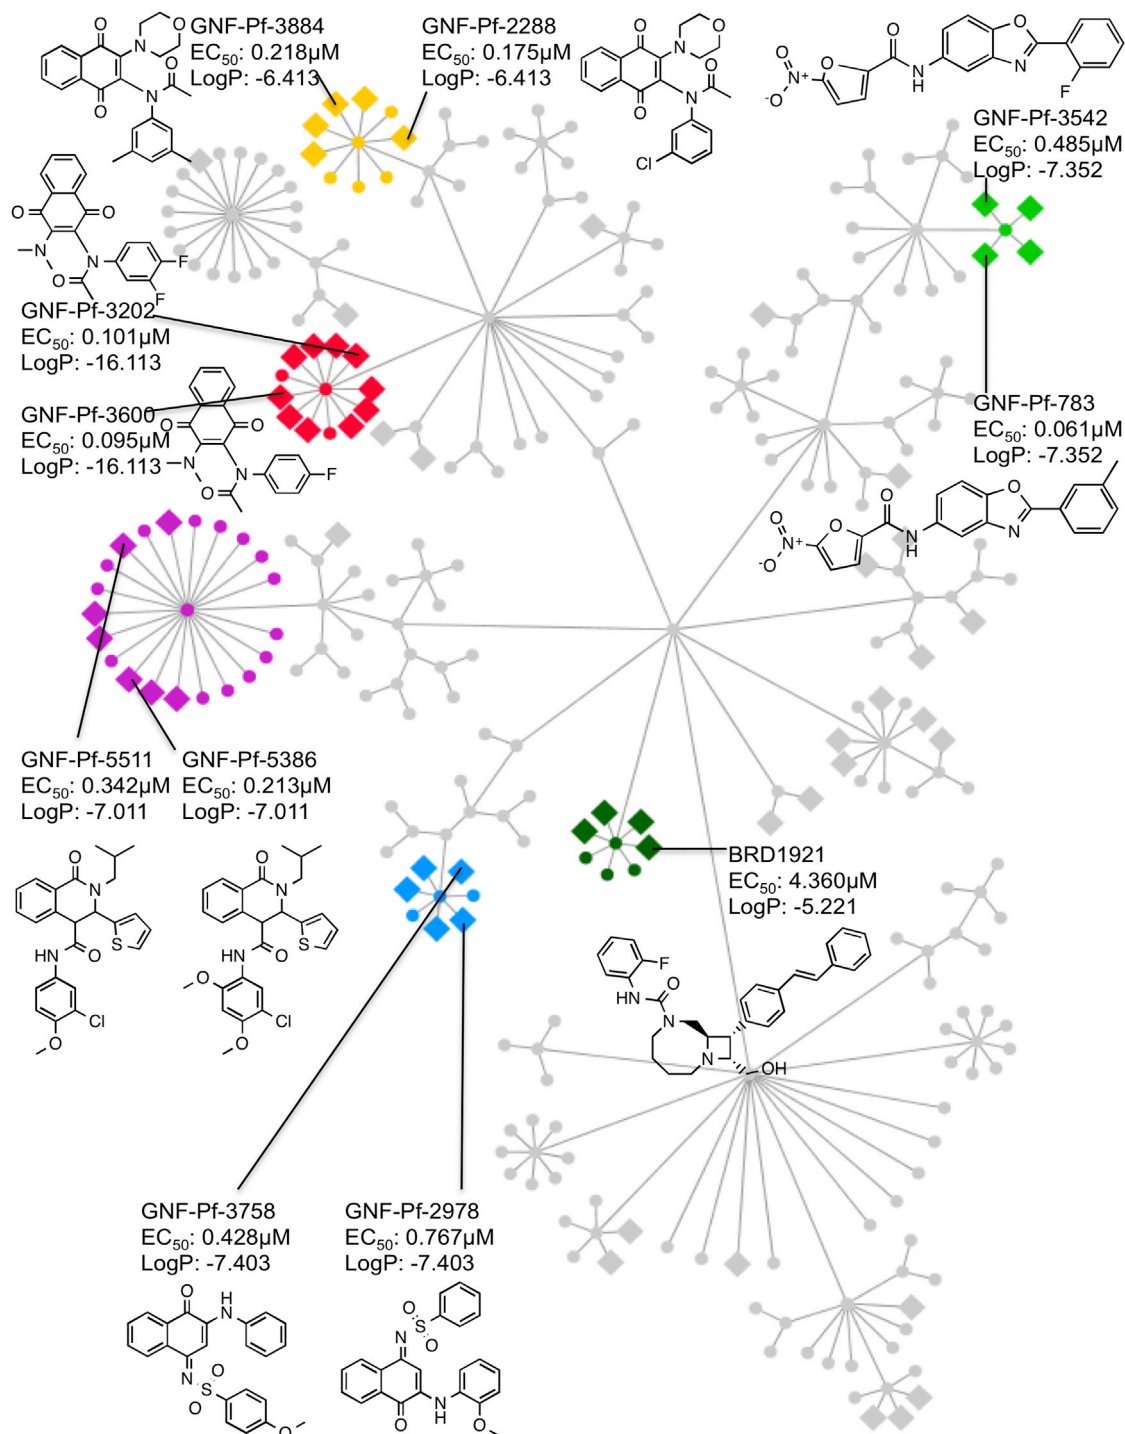 GNF-Pf-3884
EC50: 0.218µM
LogP: -6.413
GNF-Pf-2288
EC50: 0.175µM
LogP: -6.413
GNF-Pf-3542
EC50: 0.485µM
LogP: -7.352
GNF-Pf-3202
EC50: 0.101µM
LogP: -16.113
GNF-Pf-3600
EC50: 0.095µM
LogP: -16.113
GNF-Pf-783
EC50: 0.061µM
LogP: -7.352
GNF-Pf-5511
EC50: 0.342µM
LogP: -7.011
GNF-Pf-5386
EC50: 0.213µM
LogP: -7.011
BRD1921
EC50: 4.360µM
LogP: -5.221
GNF-Pf-3758
EC50: 0.428µM
LogP: -7.403
GNF-Pf-2978
EC50: 0.767µM
LogP: -7.403